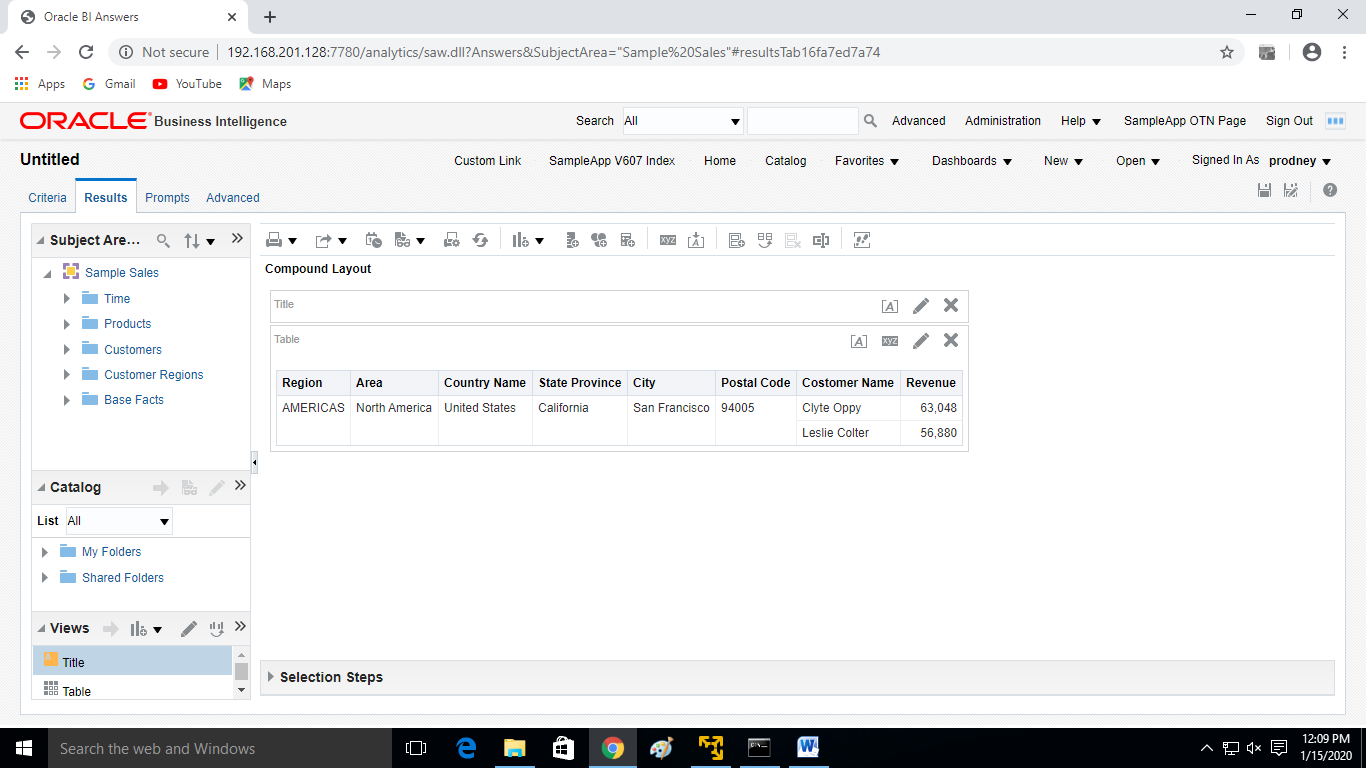 Oracle BI Answers
Not secure 192.168.201.128:7780/analytics/saw.dll?Answers&SubjectArea="Sample%20Sales"#resultsTab16fa7ed7a74
Apps Gmail YouTube Maps
ORACLE Business Intelligence Search All Advanced Administration Help SampleApp OTN Page Sign Out
Untitled Custom Link SampleApp V607 Index Home Catalog Favorites Dashboards New Open Signed In As prodney
Criteria Results Prompts Advanced
Subject Are...
Sample Sales
Time
Products
Customers
Customer Regions
Base Facts
Catalog
List All
My Folders
Shared Folders
Views
Title
Table
xyz A
Compound Layout
Title A
Table A xyz
Region Area Country Name State Province City Postal Code Costomer Name Revenue
AMERICAS North America United States California San Francisco 94005 Clyte Oppy 63,048
Leslie Colter 56,880
Selection Steps
Search the web and Windows
12:09 PM
1/15/2020